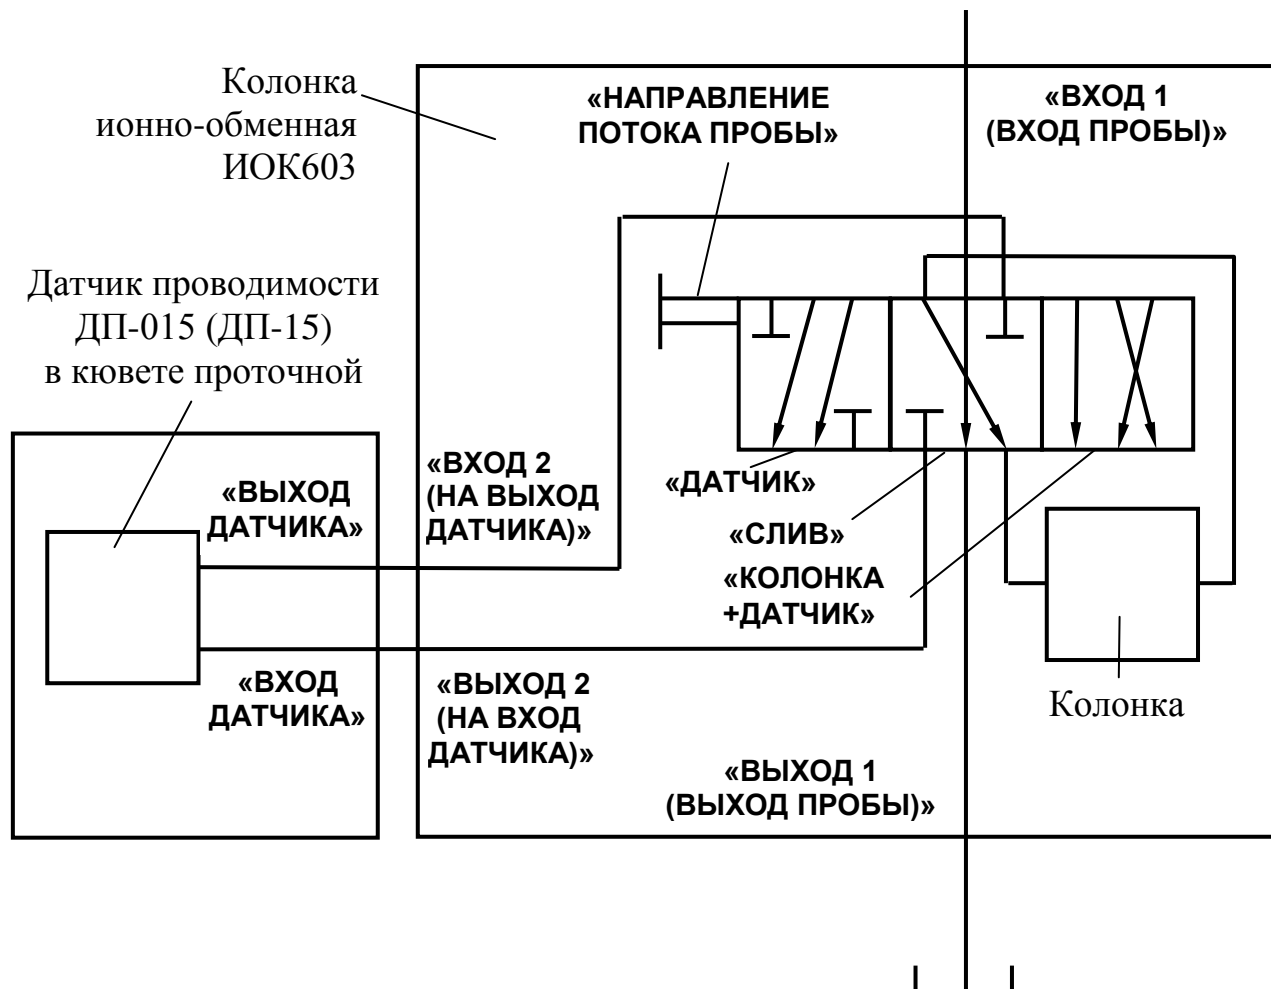 Колонка
ионно-обменная
ИОК603
«НАПРАВЛЕНИЕ
ПОТОКА ПРОБЫ»
«ВХОД 1
(ВХОД ПРОБЫ)»
Датчик проводимости
ДП-015 (ДП-15)
в кювете проточной
«ВЫХОД
ДАТЧИКА»
«ВХОД 2
(НА ВЫХОД
ДАТЧИКА)»
«ДАТЧИК»
«СЛИВ»
«КОЛОНКА
+ДАТЧИК»
«ВХОД
ДАТЧИКА»
«ВЫХОД 2
(НА ВХОД
ДАТЧИКА)»
Колонка
«ВЫХОД 1
(ВЫХОД ПРОБЫ)»